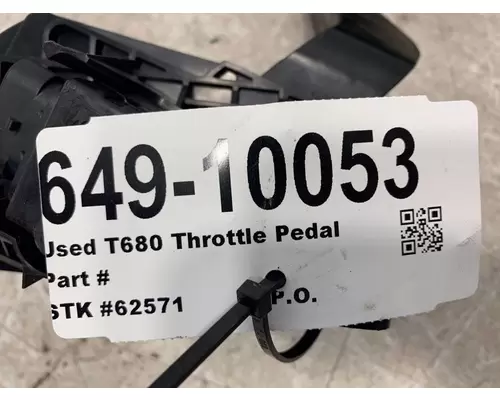 649-10053
Used T680 Throttle Pedal
Part #
STK #62571 P.O.